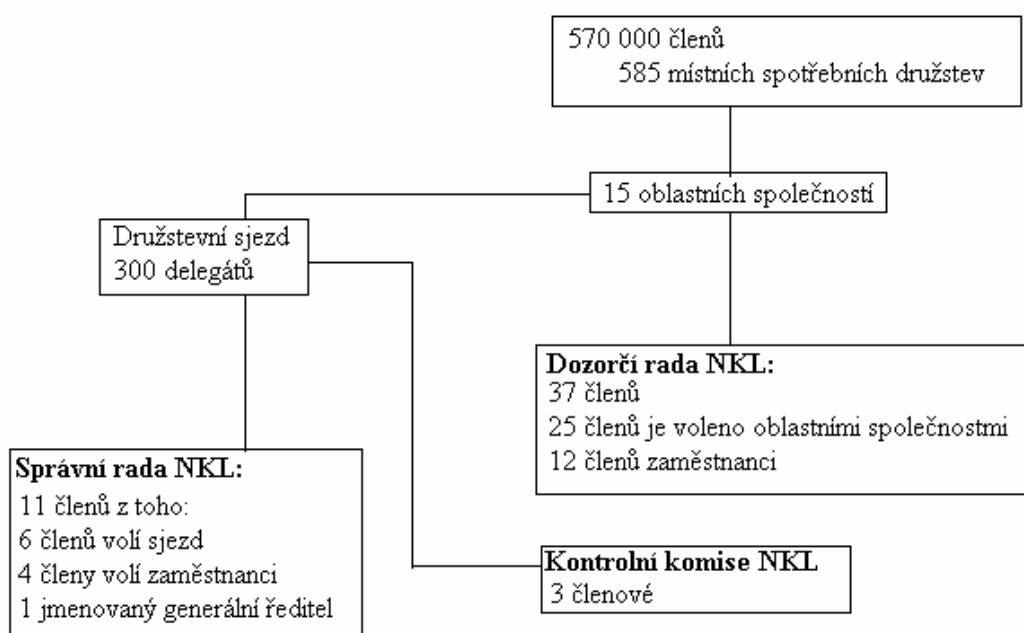 570 000 členů
585 místních spotřebních družstev
15 oblastních společností
Družstevní sjezd
300 delegátů
Dozorčí rada NKL:
37 členů
25 členů je voleno oblastními společnostmi
12 členů zaměstnanci
Správní rada NKL:
11 členů z toho:
6 členů volí sjezd
4 členy volí zaměstnanci
1 jmenovaný generální ředitel
Kontrolní komise NKL
3 členové